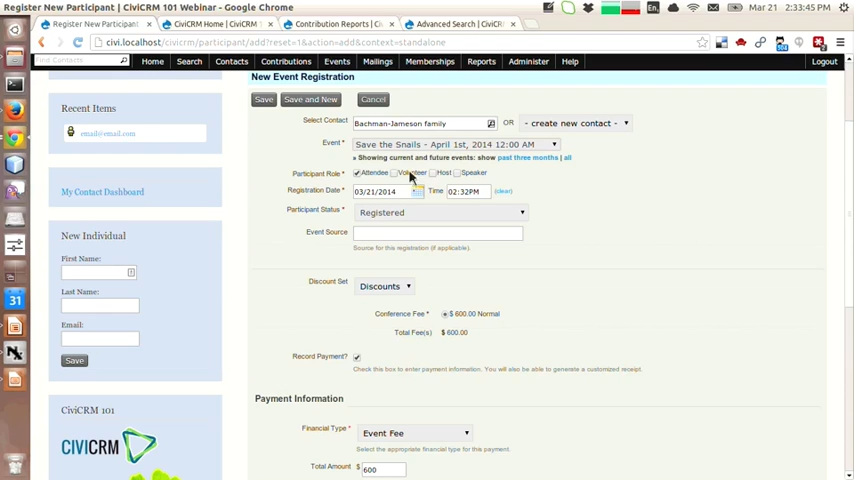 Register New Participant | CiviCRM 101 Webinar - Google Chrome
En
Mar 21 2:33:45 PM
Register New Participant
CiviCRM Home | CiviCRM
Contribution Reports | C
Advanced Search | CiviCR
civi.localhost/civicrm/participant/add?reset=1&action=add&context=standalone
Find Contacts
Home Search Contributions Events Mailings Memberships Reports Administer Help Logout
New Event Registration
Save Save and New Cancel
Recent Items
email@email.com
My Contact Dashboard
New Individual
First Name:
Last Name:
Email:
Save
CiviCRM 101
CIVICRM
31
Select Contact Bachman-Jameson family OR - create new contact -
Event * Save the Snails - April 1st, 2014 12:00 AM
» Showing current and future events: show past three months | all
Participant Role * Attendee Volunteer Host Speaker
Registration Date * 03/21/2014 Time 02:32PM (clear)
Participant Status * Registered
Event Source
Source for this registration (if applicable).
Discount Set Discounts
Conference Fee * $ 600.00 Normal
Total Fee(s) $ 600.00
Record Payment?
Check this box to enter payment information. You will also be able to generate a customized receipt.
Payment Information
Financial Type * Event Fee
Select the appropriate financial type for this payment.
Total Amount $ 600